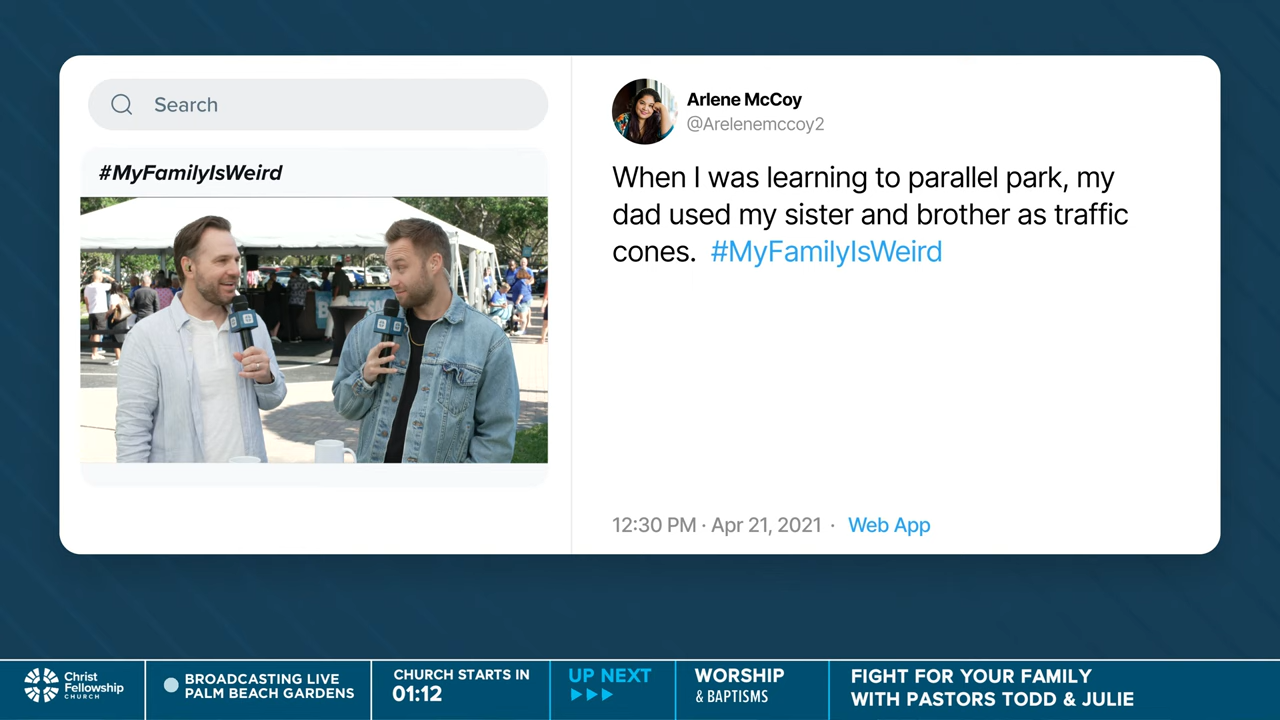 Search
#MyFamilyIsWeird
Arlene McCoy
@Arelenemccoy2
When I was learning to parallel park, my
dad used my sister and brother as traffic
cones. #MyFamilyIsWeird
12:30 PM · Apr 21, 2021 · Web App
Christ
Fellowship
CHURCH
BROADCASTING LIVE
PALM BEACH GARDENS
CHURCH STARTS IN
01:12
UP NEXT
WORSHIP
& BAPTISMS
FIGHT FOR YOUR FAMILY
WITH PASTORS TODD & JULIE